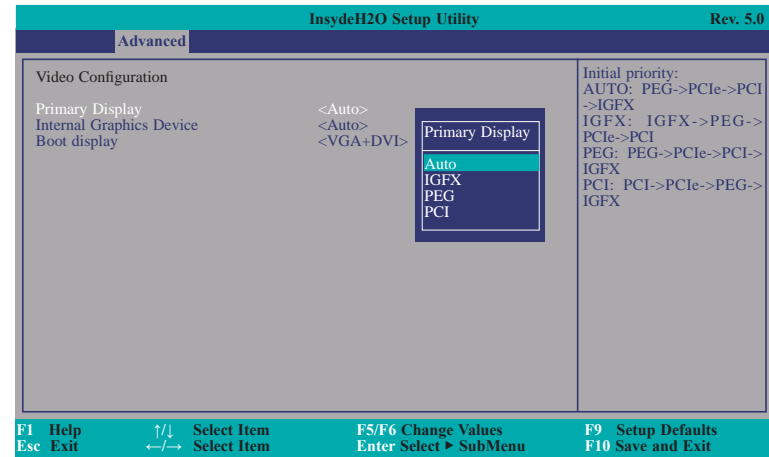 InsydeH2O Setup Utility Rev. 5.0
Advanced
Video Configuration
Primary Display <Auto>
Internal Graphics Device <Auto>
Boot display <VGA+DVI>
Primary Display
Auto
IGFX
PEG
PCI
Initial priority:
AUTO: PEG->PCIe->PCI
->IGFX
IGFX: IGFX->PEG->
PCIe->PCI
PEG: PEG->PCIe->PCI->
IGFX
PCI: PCI->PCIe->PEG->
IGFX
F1 Help ↑/↓ Select Item F5/F6 Change Values F9 Setup Defaults
Esc Exit ←/→ Select Item Enter Select ► SubMenu F10 Save and Exit